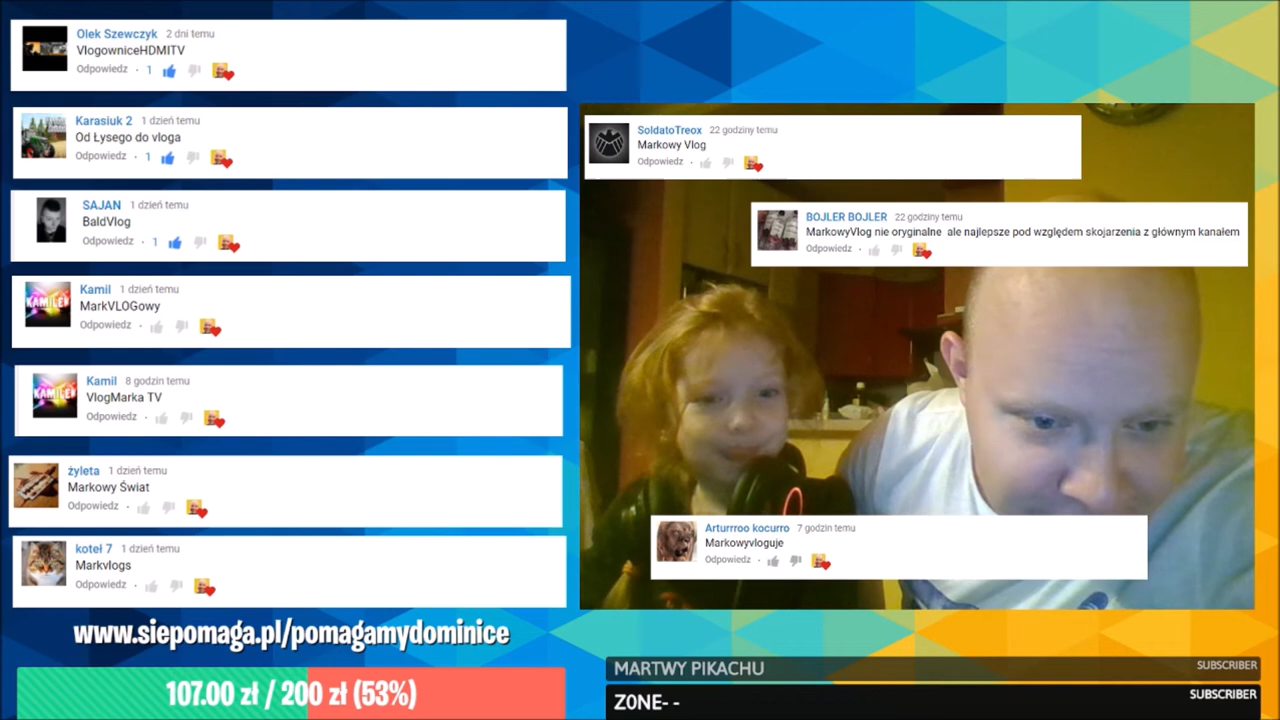 Olek Szewczyk 2 dni temu
VlogowniceHDMITV
Odpowiedz · 1
Karasiuk 2 1 dzień temu
Od Łysego do vloga
Odpowiedz · 1
SAJAN 1 dzień temu
BaldVlog
Odpowiedz · 1
Kamil 1 dzień temu
MarkVLOGowy
Odpowiedz ·
KAMILEK
Kamil 8 godzin temu
VlogMarka TV
Odpowiedz ·
KAMILEK
żyleta 1 dzień temu
Markowy Świat
Odpowiedz ·
koteł 7 1 dzień temu
Markvlogs
Odpowiedz ·
www.siepomaga.pl/pomagamydominice
107.00 zł / 200 zł (53%)
SoldatoTreox 22 godziny temu
Markowy Vlog
Odpowiedz ·
BOJLER BOJLER 22 godziny temu
MarkowyVlog nie oryginalne ale najlepsze pod względem skojarzenia z głównym kanałem
Odpowiedz ·
Arturrroo kocurro 7 godzin temu
Markowyvloguje
Odpowiedz ·
MARTWY PIKACHU SUBSCRIBER
Z0NE- - SUBSCRIBER